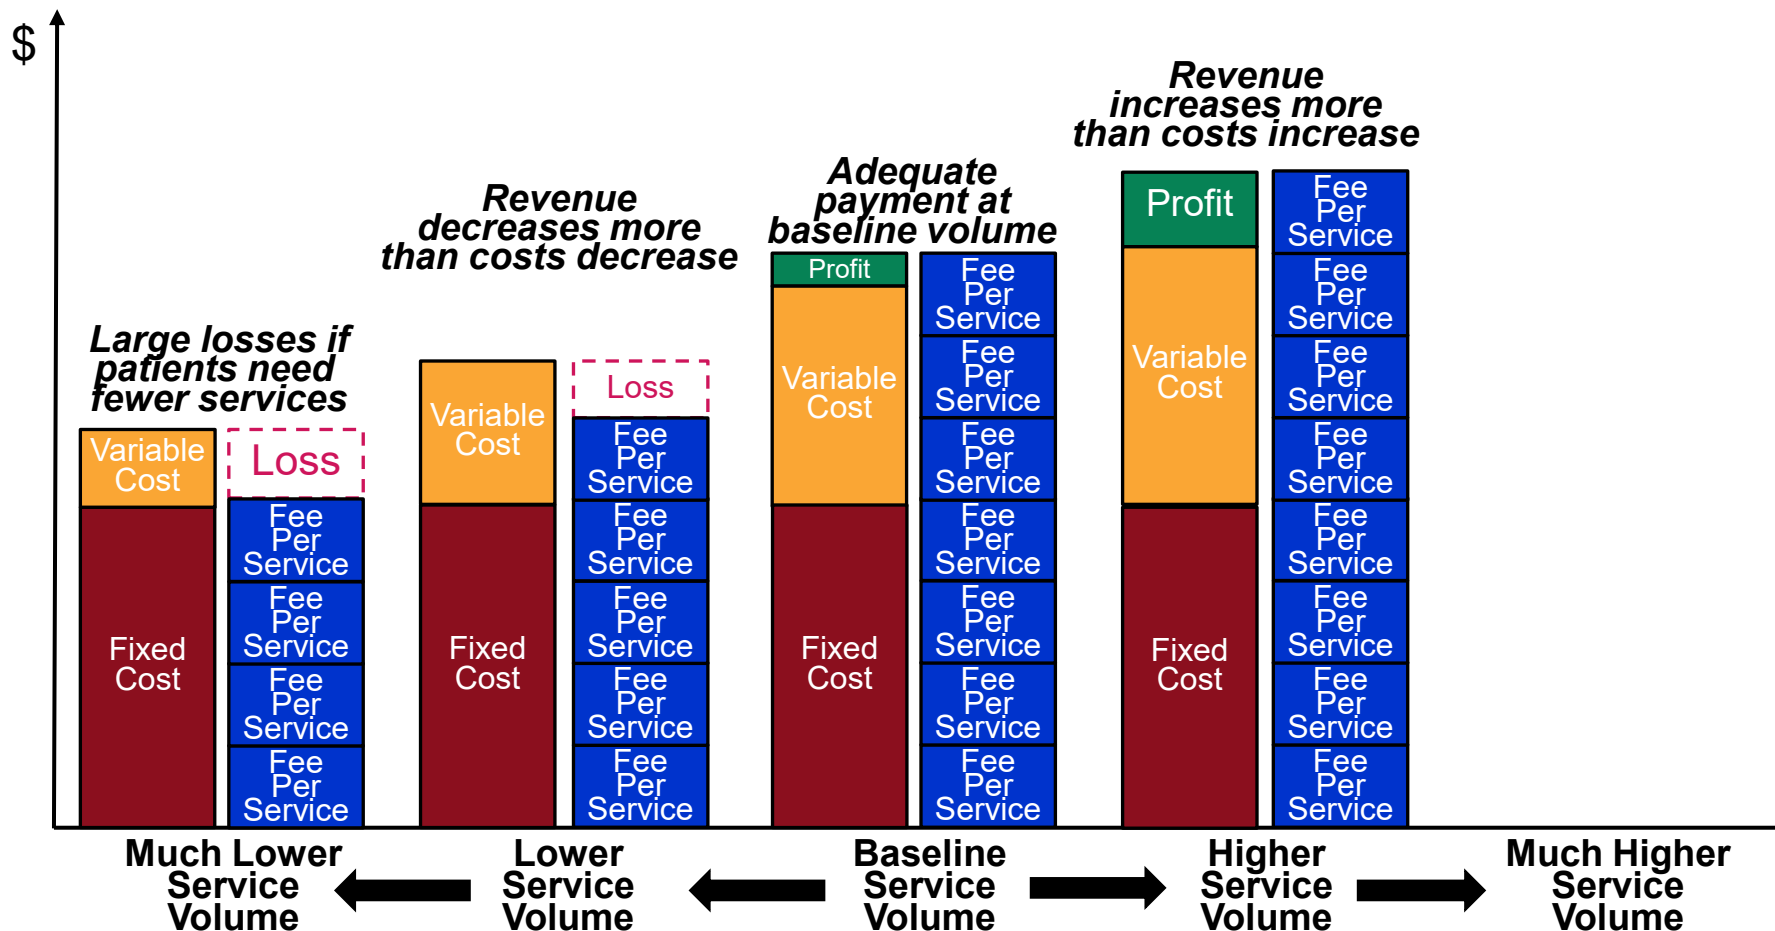 $
Large losses if
patients need
fewer services
Variable
Cost
Fixed
Cost
Loss
Fee
Per
Service
Fee
Per
Service
Fee
Per
Service
Fee
Per
Service
Revenue
decreases more
than costs decrease
Variable
Cost
Fixed
Cost
Loss
Fee
Per
Service
Fee
Per
Service
Fee
Per
Service
Fee
Per
Service
Fee
Per
Service
Adequate
payment at
baseline volume
Profit
Variable
Cost
Fixed
Cost
Fee
Per
Service
Fee
Per
Service
Fee
Per
Service
Fee
Per
Service
Fee
Per
Service
Fee
Per
Service
Fee
Per
Service
Revenue
increases more
than costs increase
Profit
Variable
Cost
Fixed
Cost
Fee
Per
Service
Fee
Per
Service
Fee
Per
Service
Fee
Per
Service
Fee
Per
Service
Fee
Per
Service
Fee
Per
Service
Fee
Per
Service
Much Lower
Service
Volume
Lower
Service
Volume
Baseline
Service
Volume
Higher
Service
Volume
Much Higher
Service
Volume